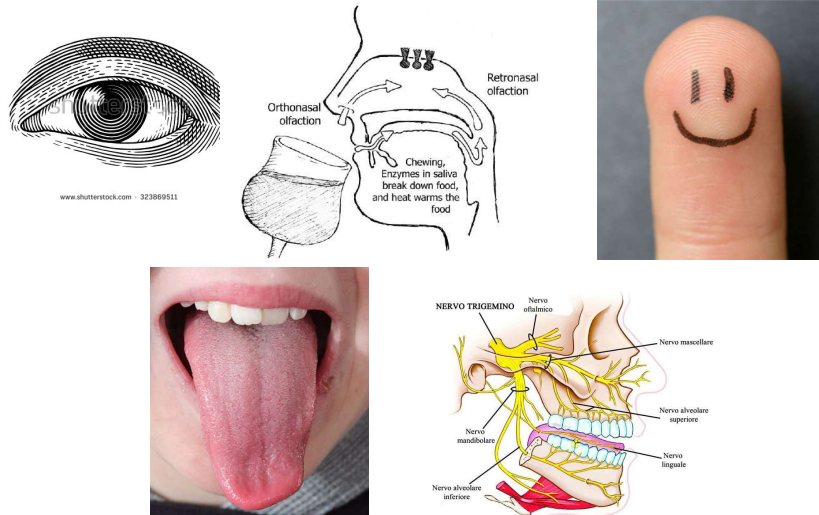 shutterstock
www.shutterstock.com · 323869511
Orthonasal
olfaction
Retronasal
olfaction
Chewing,
Enzymes in saliva
break down food,
and heat warms the
food
NERVO TRIGEMINO
Nervo
oftalmico
Nervo mascellare
Nervo alveolare
superiore
Nervo
mandibolare
Nervo
linguale
Nervo alveolare
inferiore